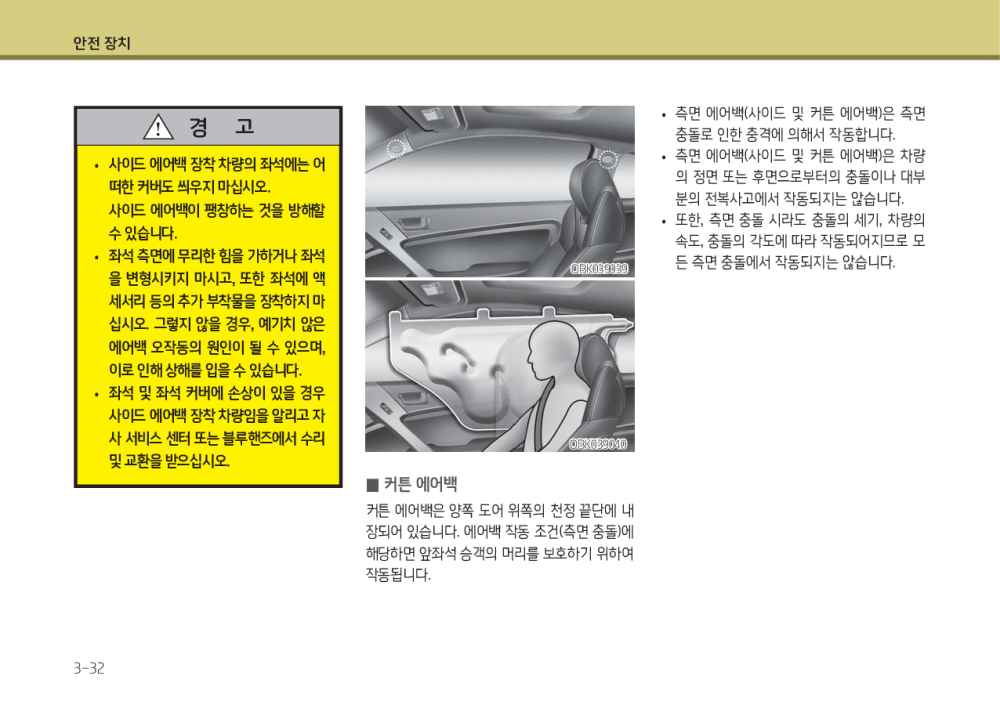 안전 장치
경 고
• 사이드 에어백 장착 차량의 좌석에는 어
떠한 커버도 씌우지 마십시오.
사이드 에어백이 팽창하는 것을 방해할
수 있습니다.
• 좌석 측면에 무리한 힘을 가하거나 좌석
을 변형시키지 마시고, 또한 좌석에 액
세서리 등의 추가 부착물을 장착하지 마
십시오. 그렇지 않을 경우, 예기치 않은
에어백 오작동의 원인이 될 수 있으며,
이로 인해 상해를 입을 수 있습니다.
• 좌석 및 좌석 커버에 손상이 있을 경우
사이드 에어백 장착 차량임을 알리고 자
사 서비스 센터 또는 블루핸즈에서 수리
및 교환을 받으십시오.
OBK039039
OBK039040
■ 커튼 에어백
커튼 에어백은 양쪽 도어 위쪽의 천정 끝단에 내
장되어 있습니다. 에어백 작동 조건(측면 충돌)에
해당하면 앞좌석 승객의 머리를 보호하기 위하여
작동됩니다.
• 측면 에어백(사이드 및 커튼 에어백)은 측면
충돌로 인한 충격에 의해서 작동합니다.
• 측면 에어백(사이드 및 커튼 에어백)은 차량
의 정면 또는 후면으로부터의 충돌이나 대부
분의 전복사고에서 작동되지는 않습니다.
• 또한, 측면 충돌 시라도 충돌의 세기, 차량의
속도, 충돌의 각도에 따라 작동되어지므로 모
든 측면 충돌에서 작동되지는 않습니다.
3-32